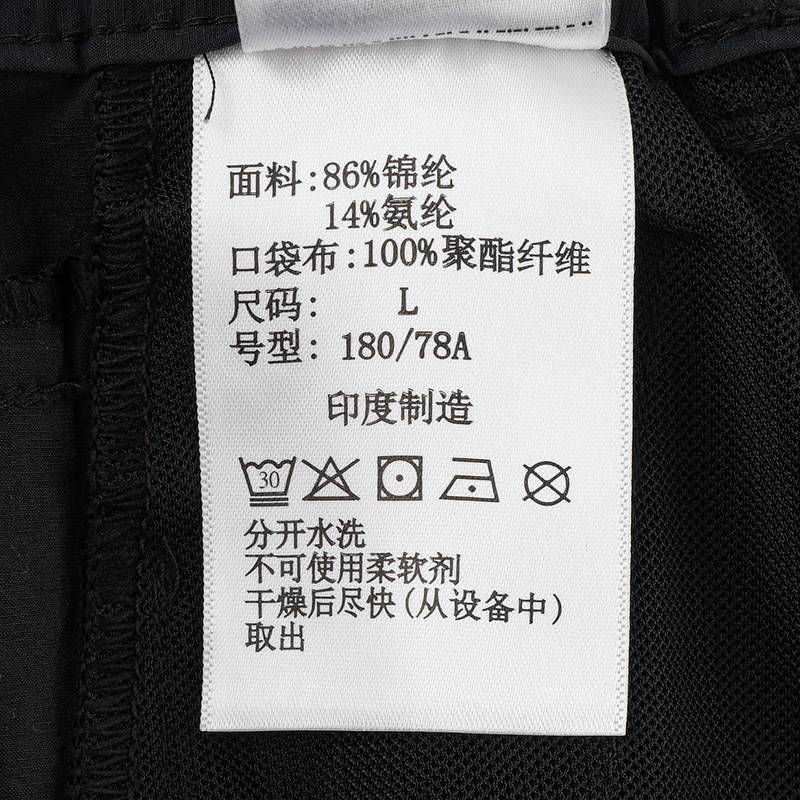 面料:86%锦纶
14%氨纶
口袋布:100%聚酯纤维
尺码: L
号型: 180/78A
印度制造
30
分开水洗
不可使用柔软剂
干燥后尽快(从设备中)
取出